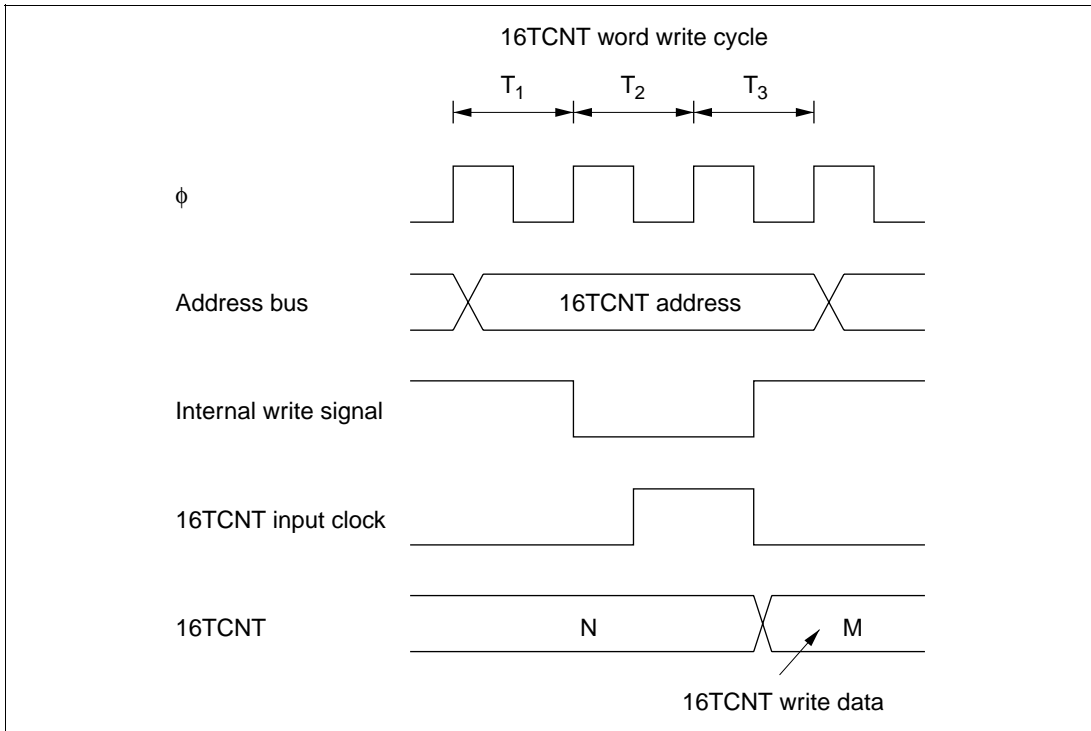 16TCNT word write cycle
T1 T2 T3
φ
Address bus
16TCNT address
Internal write signal
16TCNT input clock
16TCNT
N
M
16TCNT write data